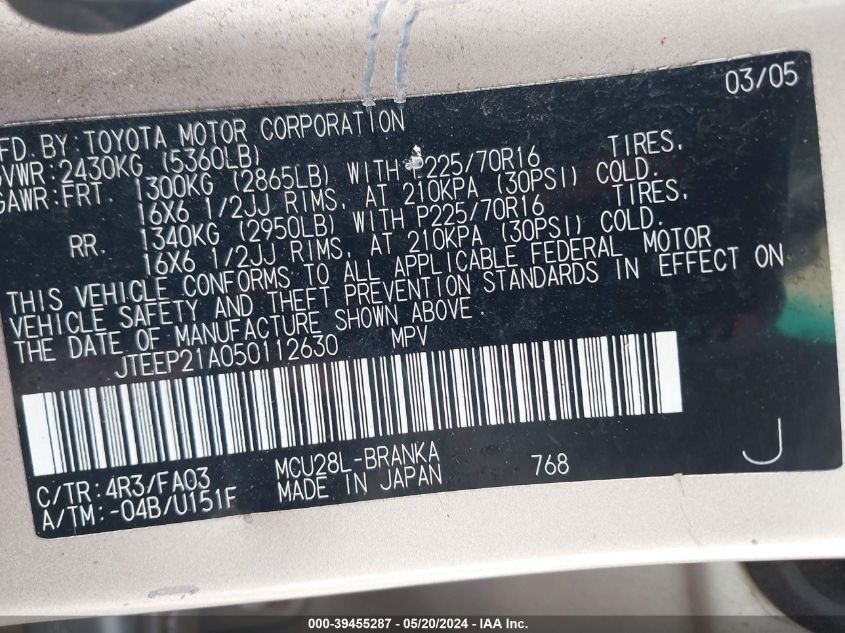 03/05
FD. BY: TOYOTA MOTOR CORPORATION
VWR: 2430KG (5360LB)
GAWR: FRT. 1300KG (2865LB) WITH P225/70R16 TIRES,
16X6 1/2JJ RIMS, AT 210KPA (30PSI) COLD.
RR. 1340KG (2950LB) WITH P225/70R16 TIRES,
16X6 1/2JJ RIMS, AT 210KPA (30PSI) COLD.
THIS VEHICLE CONFORMS TO ALL APPLICABLE FEDERAL MOTOR
VEHICLE SAFETY AND THEFT PREVENTION STANDARDS IN EFFECT ON
THE DATE OF MANUFACTURE SHOWN ABOVE
JTEEP21A050112630 MPV
C/TR: 4R3/FA03 MCU28L-BRANKA 768 J
A/TM: -04B/U151F MADE IN JAPAN
000-39455287 - 05/20/2024 - IAA Inc.